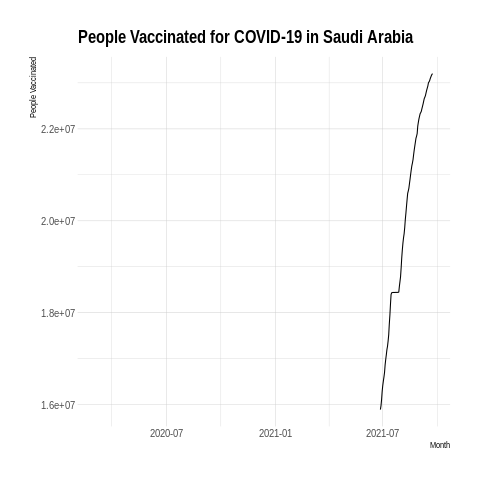 People Vaccinated for COVID-19 in Saudi Arabia
People Vaccinated
2.2e+07
2.0e+07
1.8e+07
1.6e+07
2020-07 2021-01 2021-07
Month